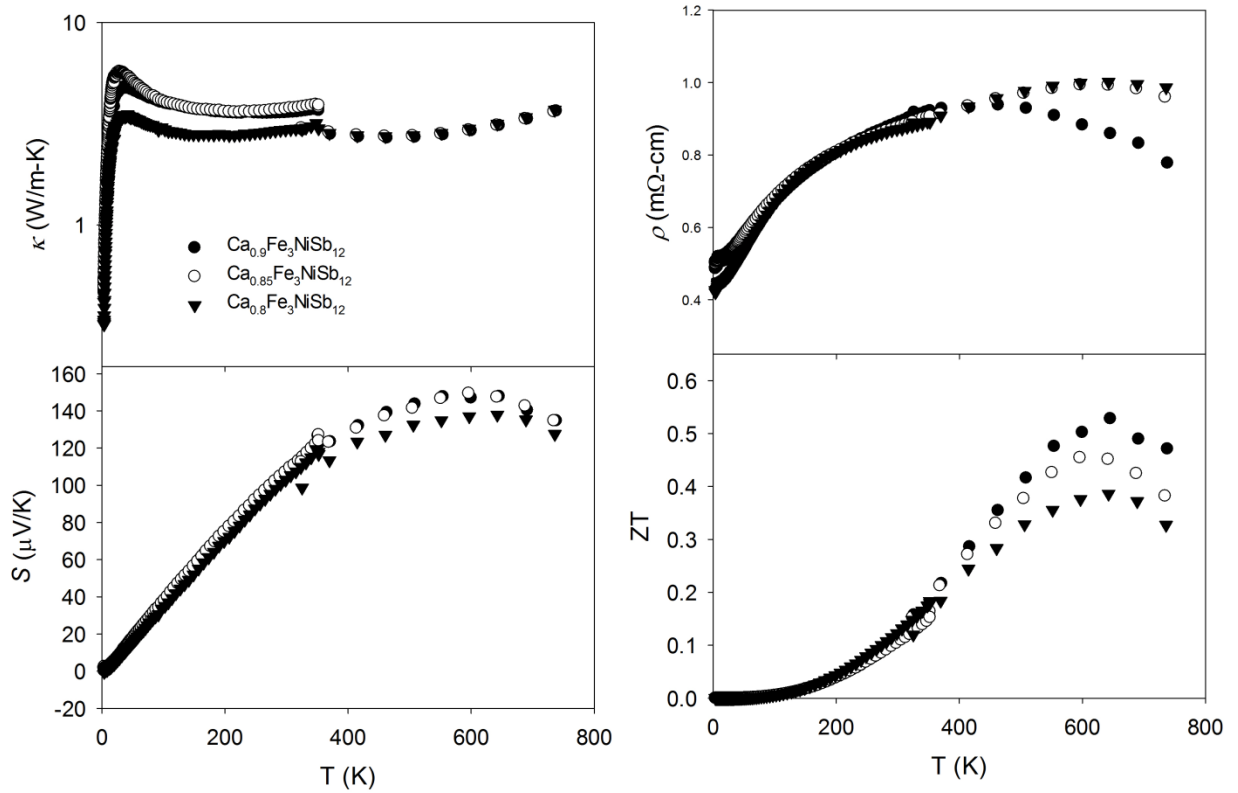 10
1
κ (W/m-K)
Ca0.9Fe3NiSb12
Ca0.85Fe3NiSb12
Ca0.8Fe3NiSb12
160
140
120
100
80
60
40
20
0
-20
S (μV/K)
0 200 400 600 800
T (K)
1.2
1.0
0.8
0.6
0.4
ρ (mΩ-cm)
0.6
0.5
0.4
0.3
0.2
0.1
0.0
ZT
0 200 400 600 800
T (K)